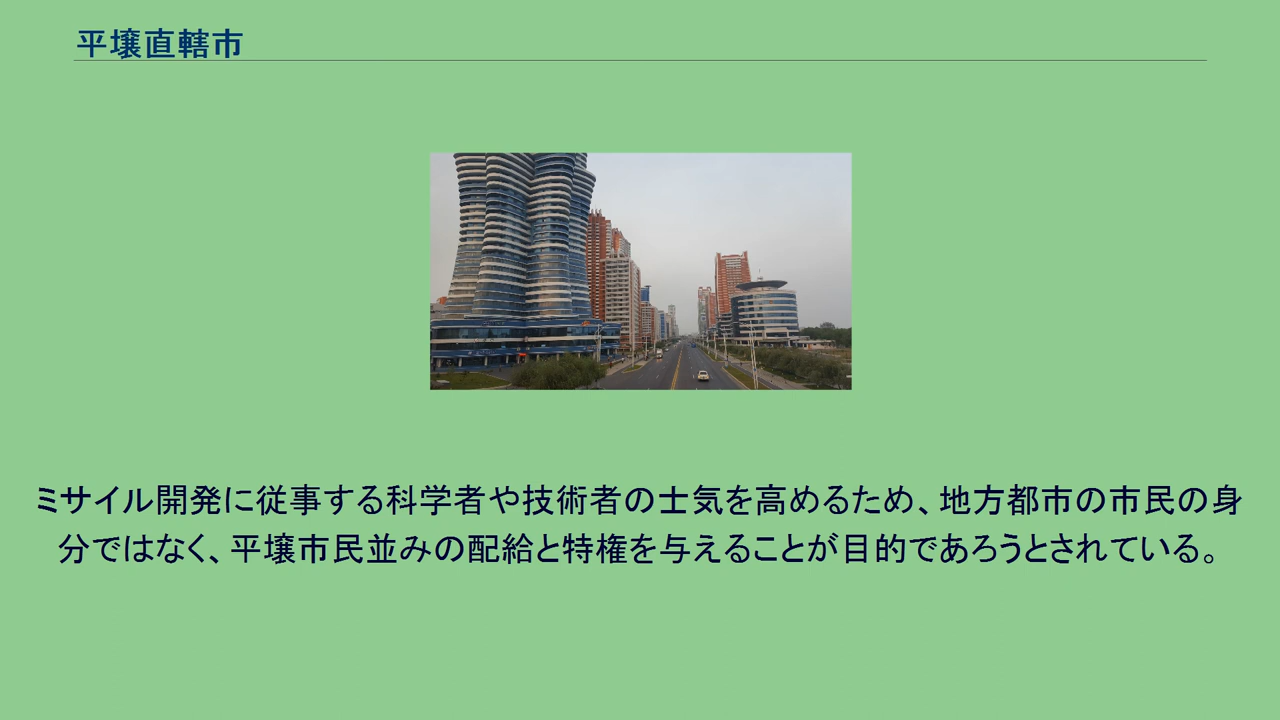 平壌直轄市
ミサイル開発に従事する科学者や技術者の士気を高めるため、地方都市の市民の身
分ではなく、平壌市民並みの配給と特権を与えることが目的であろうとされている。